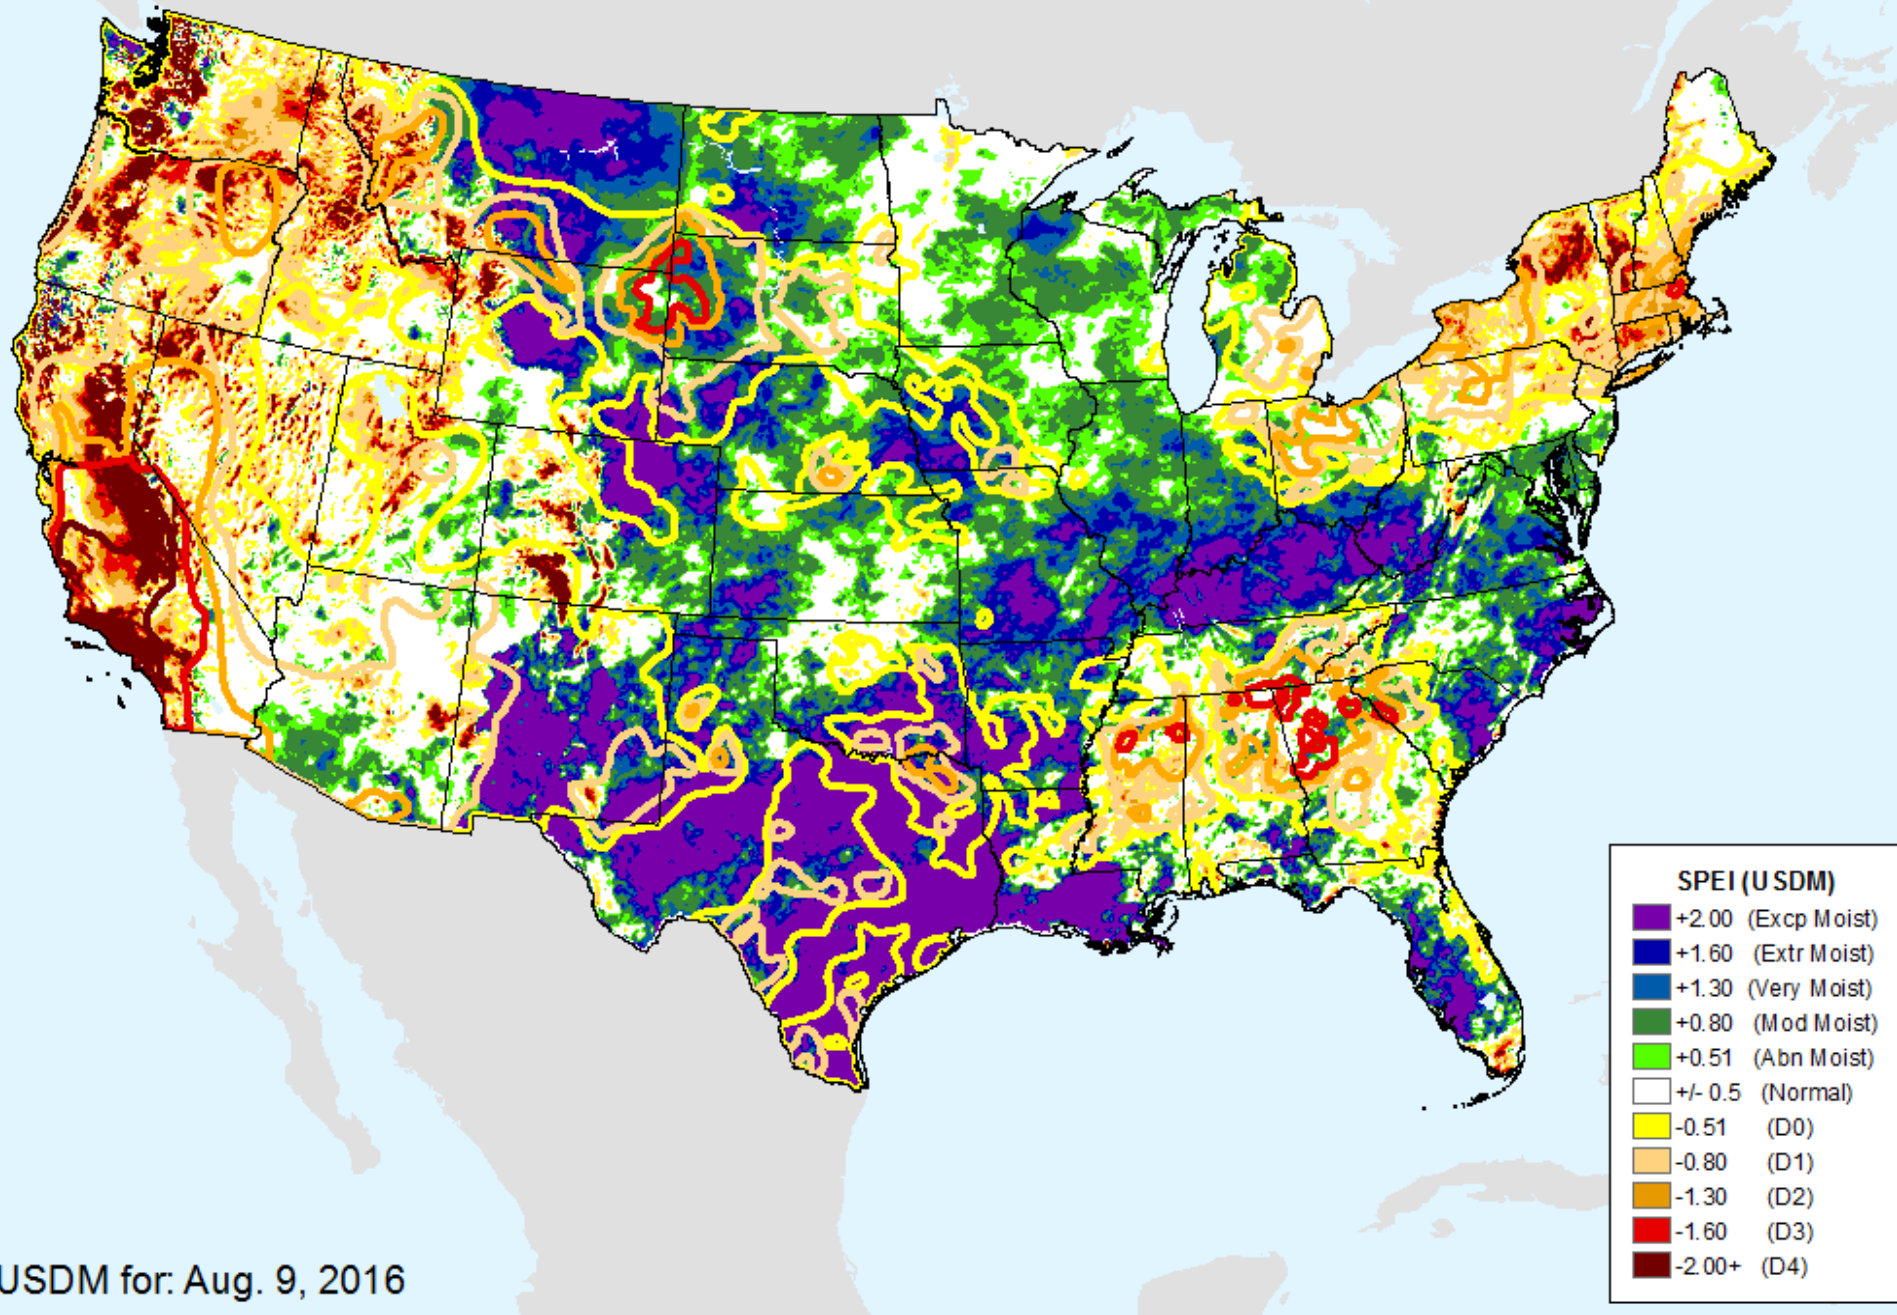 SPEI (USDM)
+2.00 (Excp Moist)
+1.60 (Extr Moist)
+1.30 (Very Moist)
+0.80 (Mod Moist)
+0.51 (Abn Moist)
+/- 0.5 (Normal)
-0.51 (D0)
-0.80 (D1)
-1.30 (D2)
-1.60 (D3)
-2.00+ (D4)
USDM for: Aug. 9, 2016